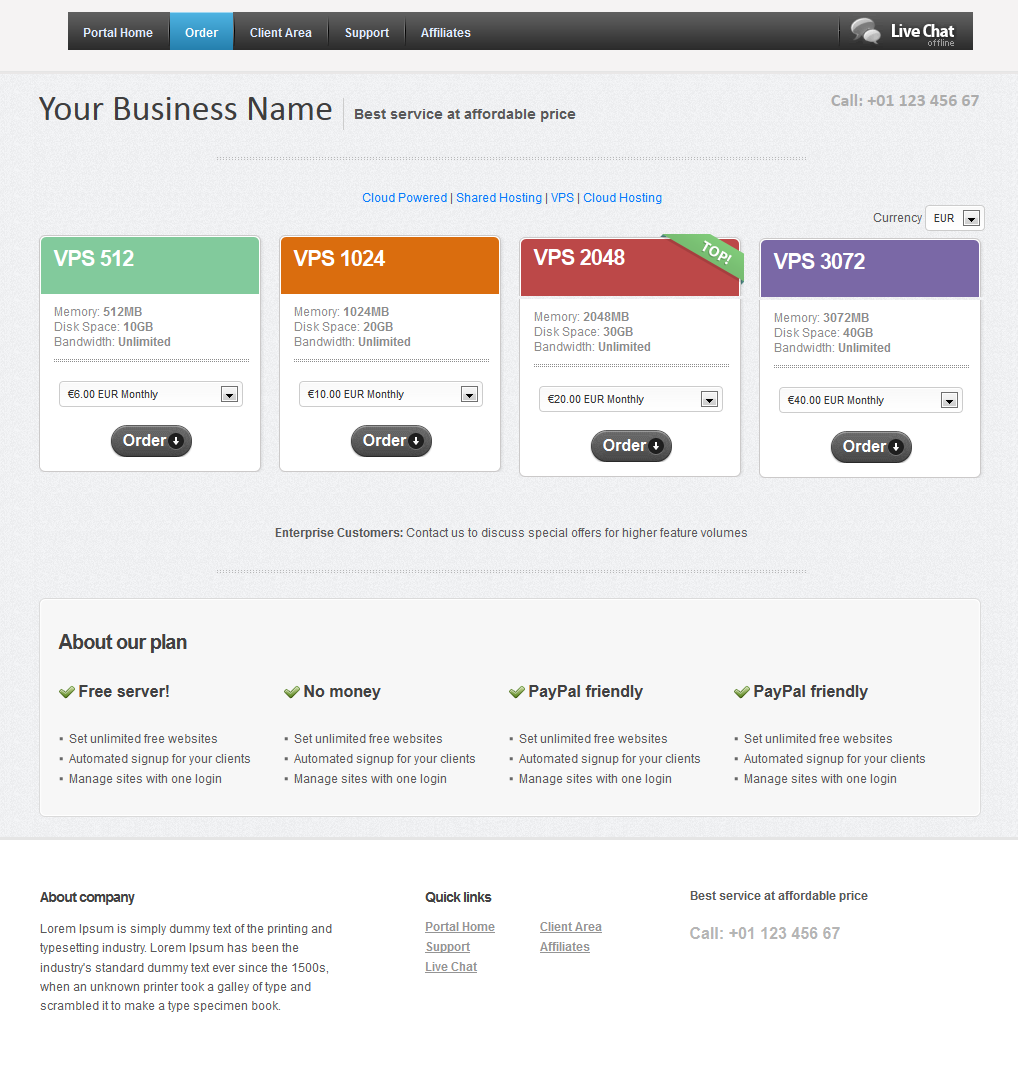 Portal Home Order Client Area Support Affiliates Live Chat
offline
Your Business Name Best service at affordable price
Call: +01 123 456 67
Cloud Powered | Shared Hosting | VPS | Cloud Hosting
Currency EUR
VPS 512
Memory: 512MB
Disk Space: 10GB
Bandwidth: Unlimited
€6.00 EUR Monthly
Order
VPS 1024
Memory: 1024MB
Disk Space: 20GB
Bandwidth: Unlimited
€10.00 EUR Monthly
Order
VPS 2048
TOP!
Memory: 2048MB
Disk Space: 30GB
Bandwidth: Unlimited
€20.00 EUR Monthly
Order
VPS 3072
Memory: 3072MB
Disk Space: 40GB
Bandwidth: Unlimited
€40.00 EUR Monthly
Order
Enterprise Customers: Contact us to discuss special offers for higher feature volumes
About our plan
Free server!
Set unlimited free websites
Automated signup for your clients
Manage sites with one login
No money
Set unlimited free websites
Automated signup for your clients
Manage sites with one login
PayPal friendly
Set unlimited free websites
Automated signup for your clients
Manage sites with one login
PayPal friendly
Set unlimited free websites
Automated signup for your clients
Manage sites with one login
About company
Lorem Ipsum is simply dummy text of the printing and
typesetting industry. Lorem Ipsum has been the
industry's standard dummy text ever since the 1500s,
when an unknown printer took a galley of type and
scrambled it to make a type specimen book.
Quick links
Portal Home Client Area
Support Affiliates
Live Chat
Best service at affordable price
Call: +01 123 456 67